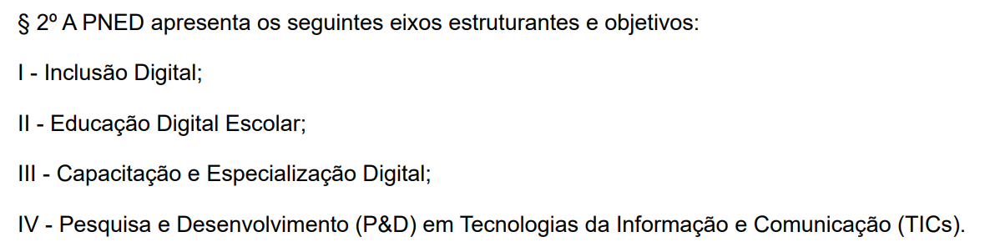 § 2º A PNED apresenta os seguintes eixos estruturantes e objetivos:
I - Inclusão Digital;
II - Educação Digital Escolar;
III - Capacitação e Especialização Digital;
IV - Pesquisa e Desenvolvimento (P&D) em Tecnologias da Informação e Comunicação (TICs).